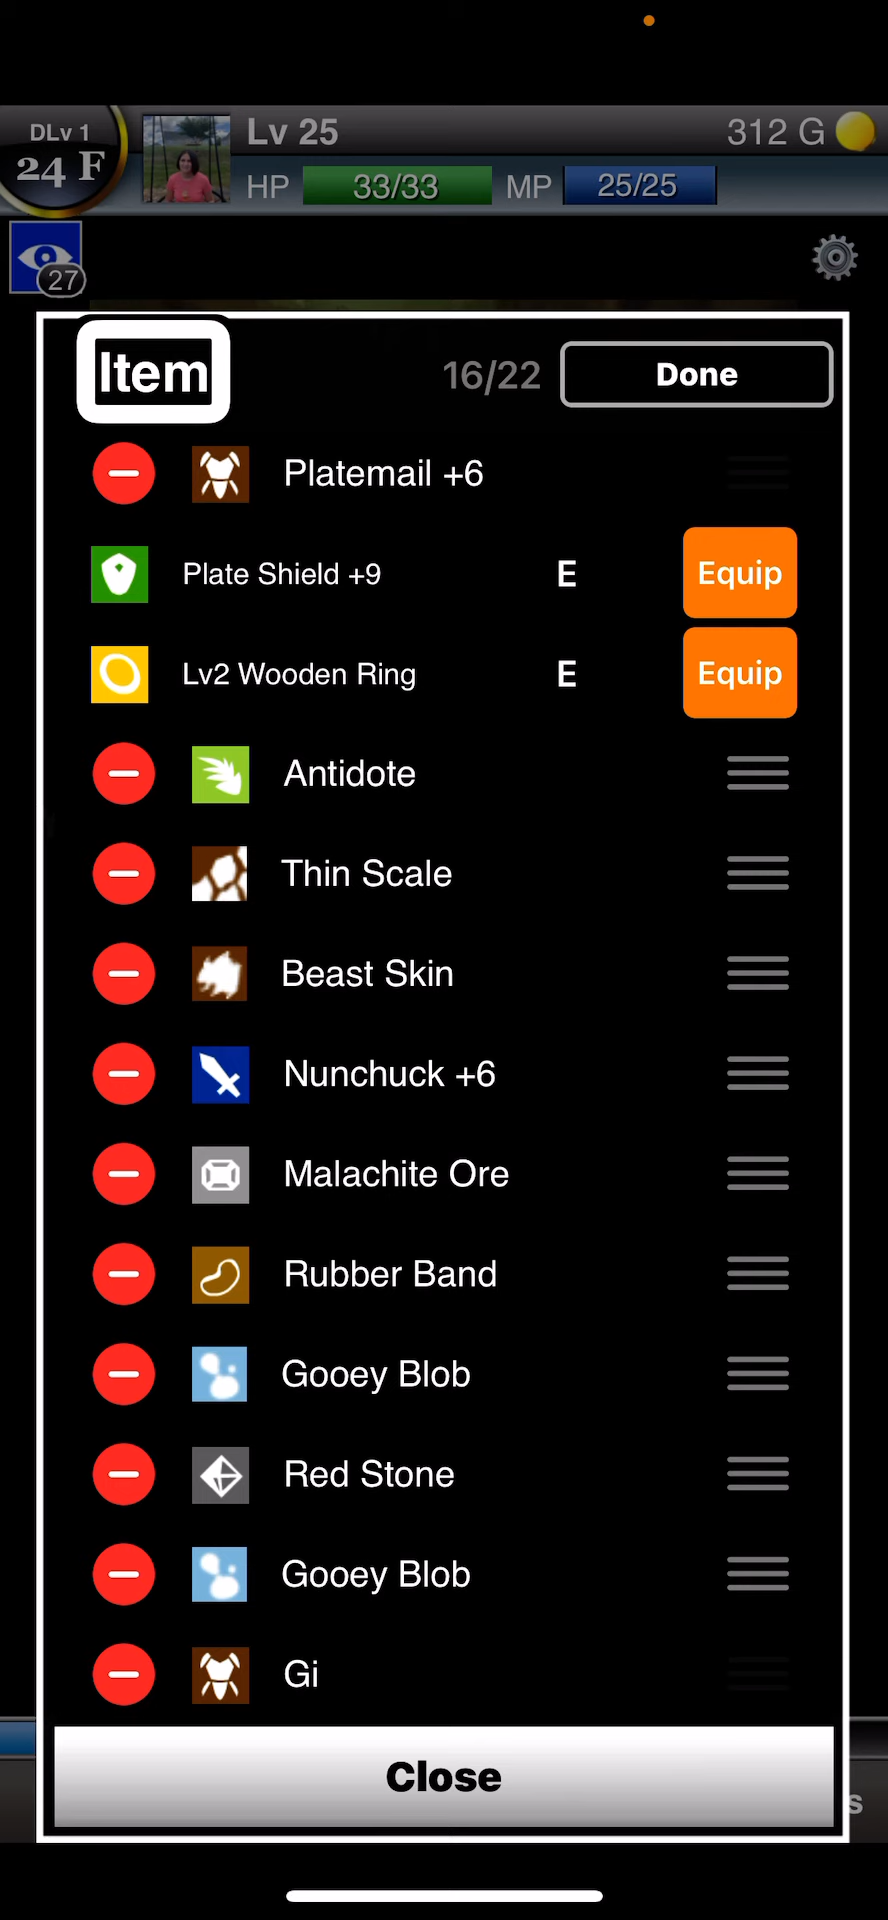 DLv 1
24 F
Lv 25
312 G
HP 33/33 MP 25/25
27
Item
16/22
Done
Platemail +6
Plate Shield +9 E Equip
Lv2 Wooden Ring E Equip
Antidote
Thin Scale
Beast Skin
Nunchuck +6
Malachite Ore
Rubber Band
Gooey Blob
Red Stone
Gooey Blob
Gi
Close
s